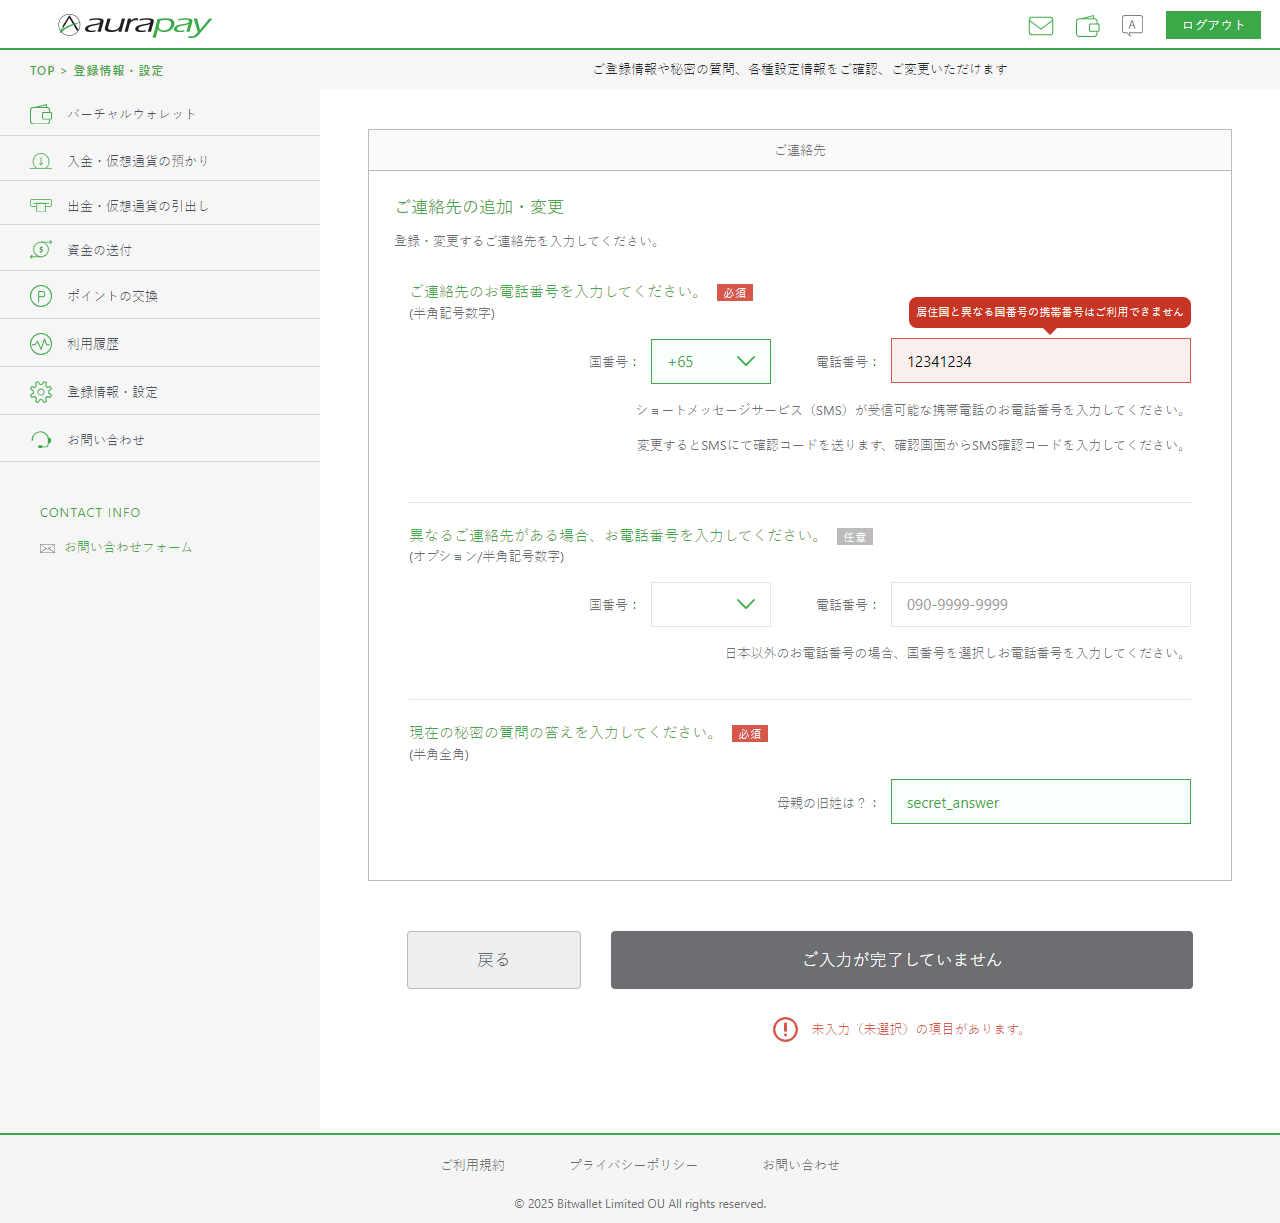 aurapay
A
ログアウト
TOP > 登録情報・設定
ご登録情報や秘密の質問、各種設定情報をご確認、ご変更いただけます
バーチャルウォレット
入金・仮想通貨の預かり
出金・仮想通貨の引出し
資金の送付
ポイントの交換
利用履歴
登録情報・設定
お問い合わせ
CONTACT INFO
お問い合わせフォーム
ご連絡先
ご連絡先の追加・変更
登録・変更するご連絡先を入力してください。
ご連絡先のお電話番号を入力してください。 必須
(半角記号数字)
居住国と異なる国番号の携帯番号はご利用できません
国番号： +65 電話番号： 12341234
ショートメッセージサービス（SMS）が受信可能な携帯電話のお電話番号を入力してください。
変更するとSMSにて確認コードを送ります、確認画面からSMS確認コードを入力してください。
異なるご連絡先がある場合、お電話番号を入力してください。 任意
(オプション/半角記号数字)
国番号： 電話番号： 090-9999-9999
日本以外のお電話番号の場合、国番号を選択しお電話番号を入力してください。
現在の秘密の質問の答えを入力してください。 必須
(半角全角)
母親の旧姓は？： secret_answer
戻る
ご入力が完了していません
未入力（未選択）の項目があります。
ご利用規約 プライバシーポリシー お問い合わせ
© 2025 Bitwallet Limited OU All rights reserved.